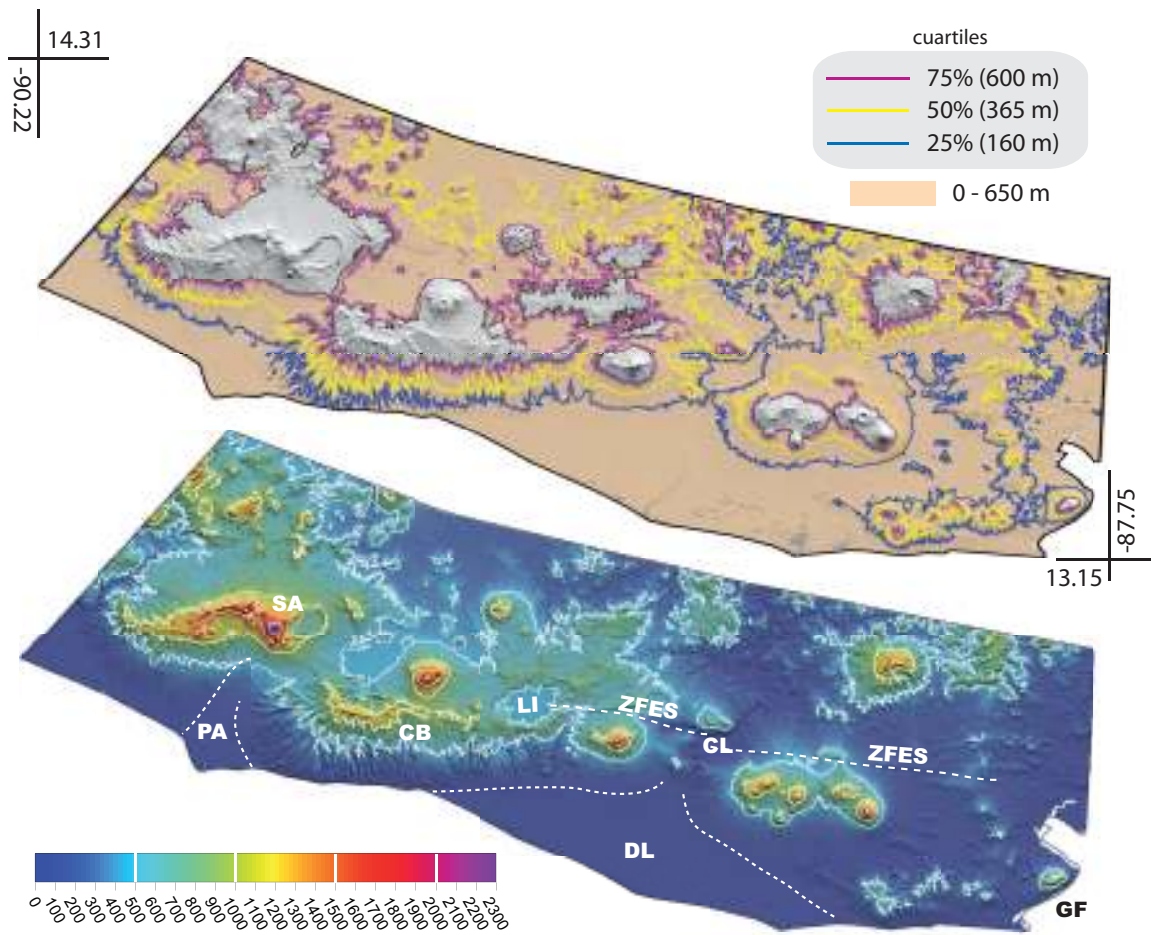 14.31
-90.22
cuartiles
75% (600 m)
50% (365 m)
25% (160 m)
0 - 650 m
-87.75
13.15
SA
PA
CB
LI
ZFES
GL
ZFES
DL
GF
0
100
200
300
400
500
600
700
800
900
1000
1100
1200
1300
1400
1500
1600
1700
1800
1900
2000
2100
2200
2300